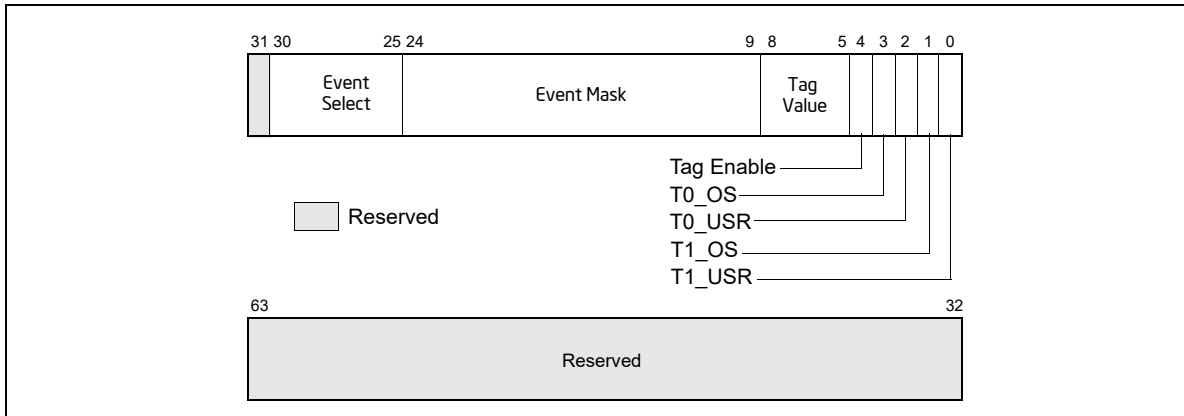 31 30 25 24 9 8 5 4 3 2 1 0
Event
Select
Event Mask
Tag
Value
Tag Enable
T0_OS
T0_USR
T1_OS
T1_USR
Reserved
63 32
Reserved